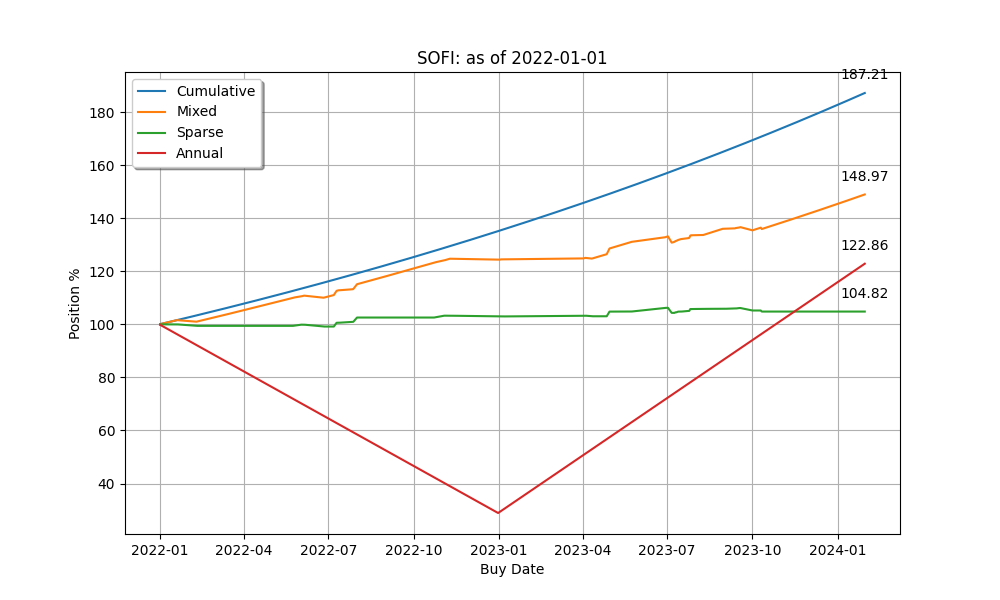 SOFI: as of 2022-01-01
187.21
Cumulative
Mixed
Sparse
Annual
148.97
122.86
104.82
180
160
140
120
100
80
60
40
Position %
2022-01 2022-04 2022-07 2022-10 2023-01 2023-04 2023-07 2023-10 2024-01
Buy Date